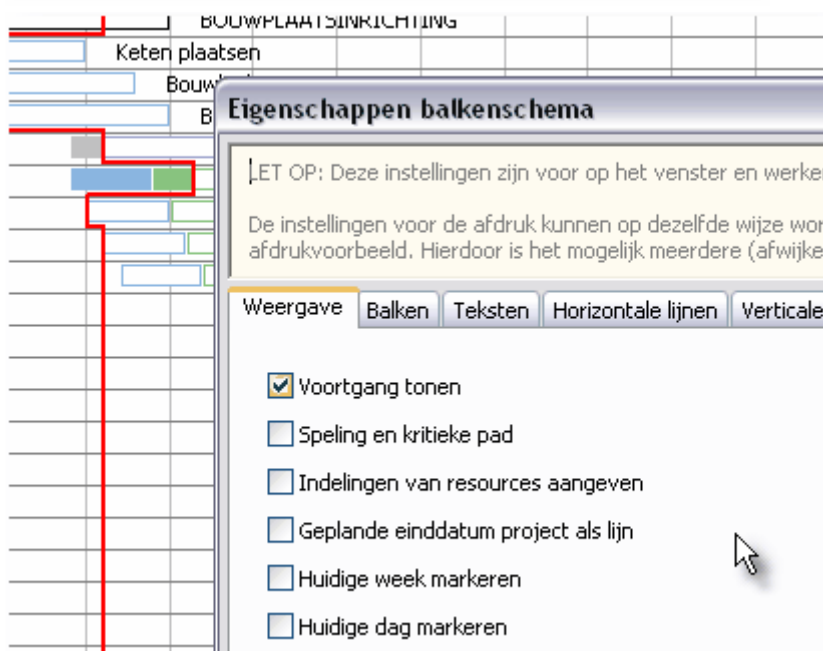 BOUWPLAATSINRICHTING
Keten plaatsen
Eigenschappen balkenschema
LET OP: Deze instellingen zijn voor op het venster en werken
De instellingen voor de afdruk kunnen op dezelfde wijze wor
afdrukvoorbeeld. Hierdoor is het mogelijk meerdere (afwijke
Weergave Balken Teksten Horizontale lijnen Verticale
Voortgang tonen
Speling en kritieke pad
Indelingen van resources aangeven
Geplande einddatum project als lijn
Huidige week markeren
Huidige dag markeren